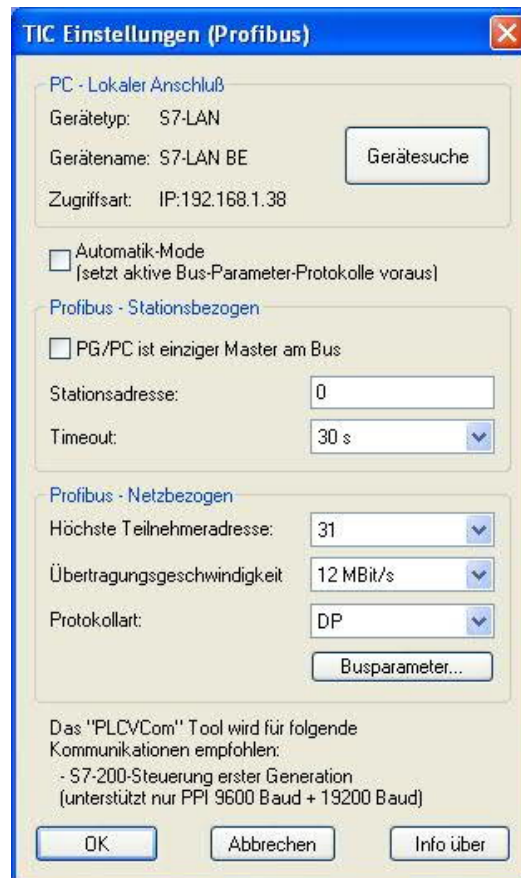 TIC Einstellungen (Profibus)
PC - Lokaler Anschluß
Gerätetyp: S7-LAN
Gerätename: S7-LAN BE
Gerätesuche
Zugriffsart: IP:192.168.1.38
Automatik-Mode
(setzt aktive Bus-Parameter-Protokolle voraus)
Profibus - Stationsbezogen
PG/PC ist einziger Master am Bus
Stationsadresse: 0
Timeout: 30 s
Profibus - Netzbezogen
Höchste Teilnehmeradresse: 31
Übertragungsgeschwindigkeit 12 MBit/s
Protokollart: DP
Busparameter...
Das "PLCVCom" Tool wird für folgende
Kommunikationen empfohlen:
- S7-200-Steuerung erster Generation
(unterstützt nur PPI 9600 Baud + 19200 Baud)
OK Abbrechen Info über